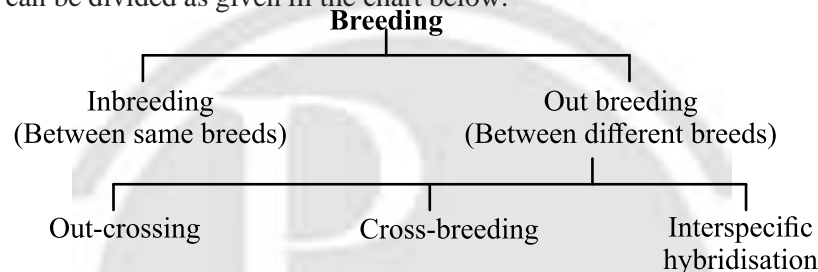 can be divided as given in the chart below:
Breeding
Inbreeding
(Between same breeds)
Out breeding
(Between different breeds)
Out-crossing
Cross-breeding
Interspecific
hybridisation